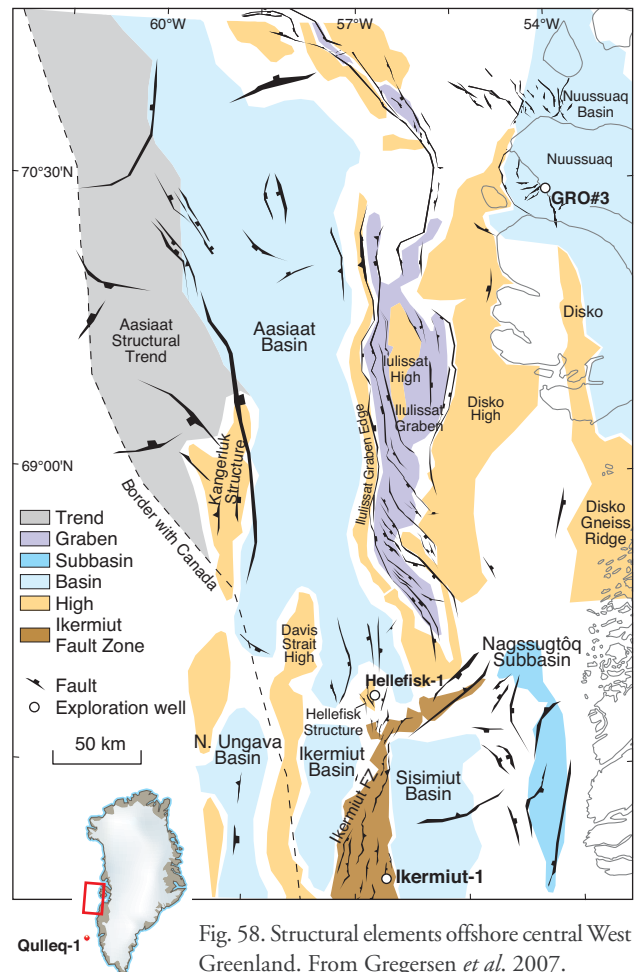 60°W
57°W
54°W
Nuussuaq
Basin
Nuussuaq
70°30'N
GRO#3
Aasiaat
Structural
Trend
Aasiaat
Basin
Disko
Ilulissat
High
Ilulissat
Graben
Disko
High
Ilulissat Graben Edge
69°00'N
Kangerluk
Structure
Border with Canada
Disko
Gneiss
Ridge
Trend
Graben
Subbasin
Basin
High
Ikermiut
Fault Zone
Fault
Exploration well
50 km
Davis
Strait
High
Nagssugtôq
Subbasin
Hellefisk-1
Hellefisk
Structure
N. Ungava
Basin
Ikermiut
Basin
Ikermiut FZ
Sisimiut
Basin
Ikermiut-1
Qulleq-1
Fig. 58. Structural elements offshore central West
Greenland. From Gregersen et al. 2007.